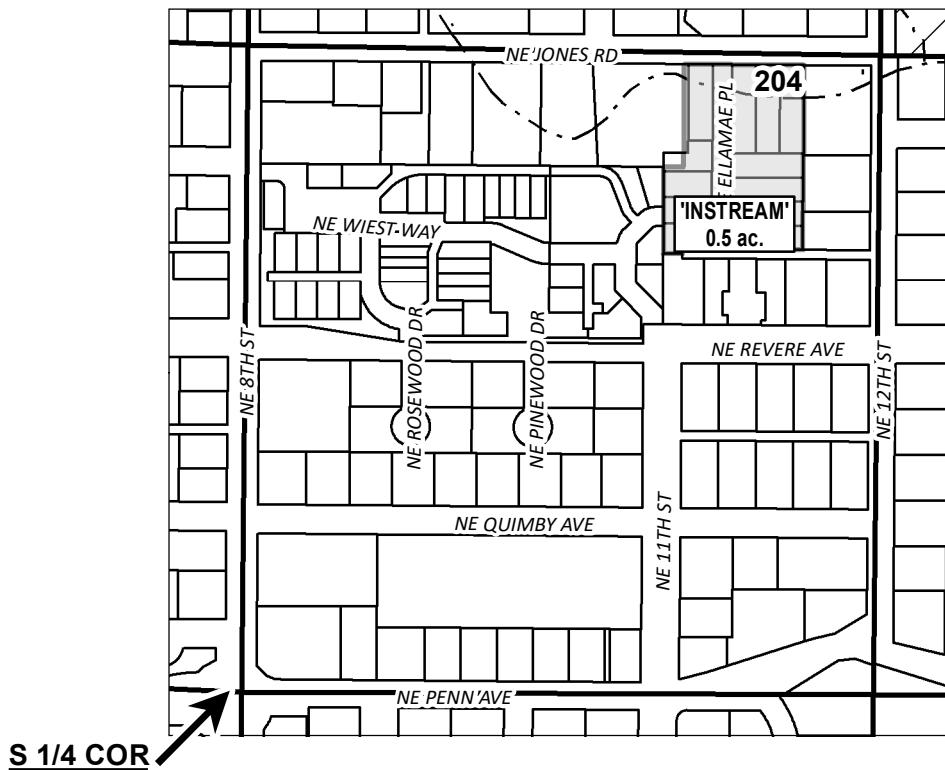 NE JONES RD
204
E ELLAMAE PL
'INSTREAM'
0.5 ac.
NE WIEST WAY
NE 8TH ST
NE ROSEWOOD DR
NE PINEWOOD DR
NE REVERE AVE
NE 12TH ST
NE QUIMBY AVE
NE 11TH ST
NE PENN AVE
S 1/4 COR